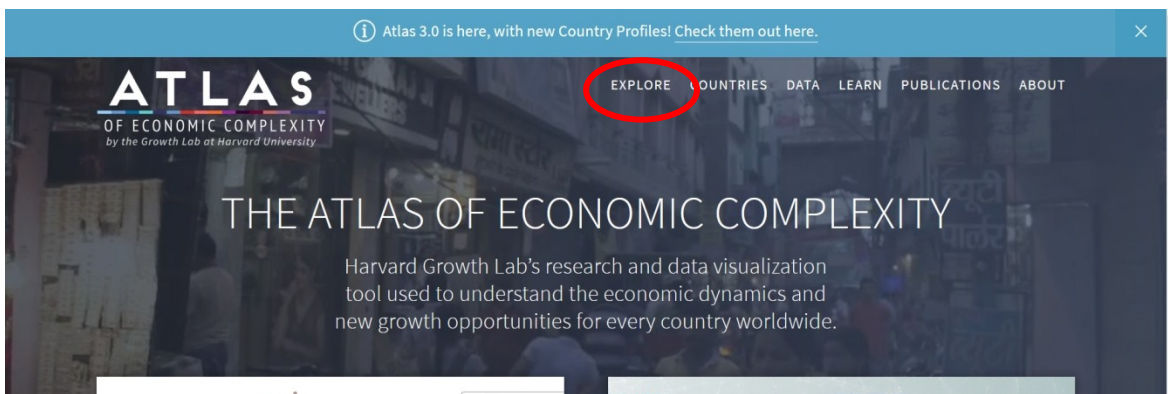 Atlas 3.0 is here, with new Country Profiles! Check them out here.
ATLAS
OF ECONOMIC COMPLEXITY
by the Growth Lab at Harvard University
EXPLORE COUNTRIES DATA LEARN PUBLICATIONS ABOUT
THE ATLAS OF ECONOMIC COMPLEXITY
Harvard Growth Lab's research and data visualization
tool used to understand the economic dynamics and
new growth opportunities for every country worldwide.